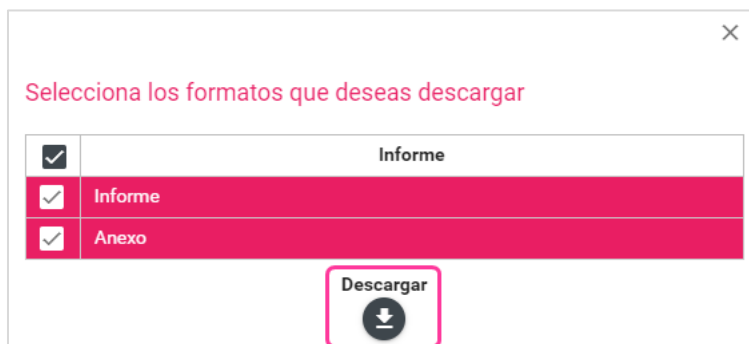 Selecciona los formatos que deseas descargar
Informe
Informe
Anexo
Descargar